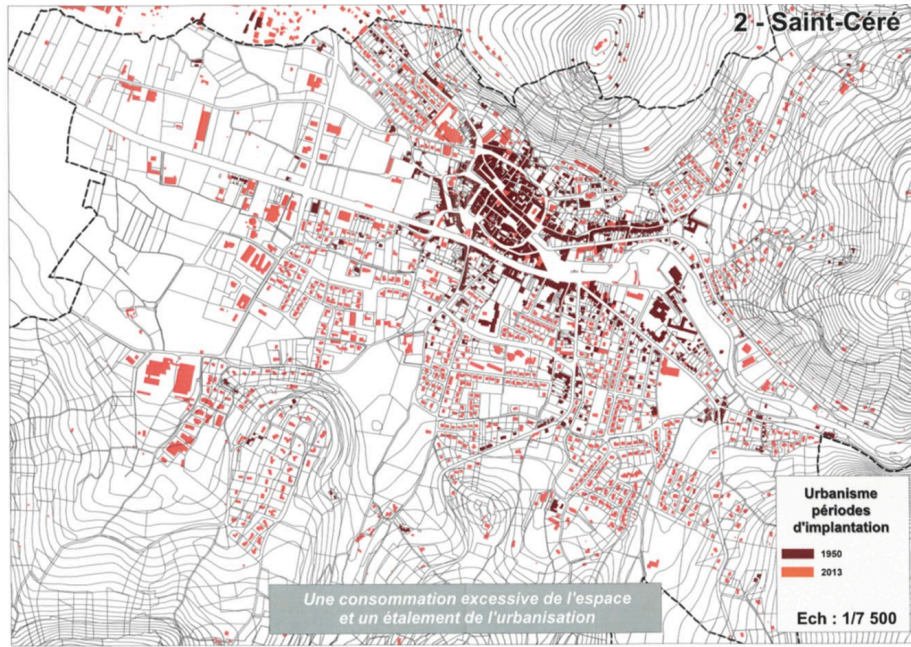 2 - Saint-Céré
Urbanisme
périodes
d'implantation
1950
2013
Ech : 1/7 500
Une consommation excessive de l'espace
et un étalement de l'urbanisation